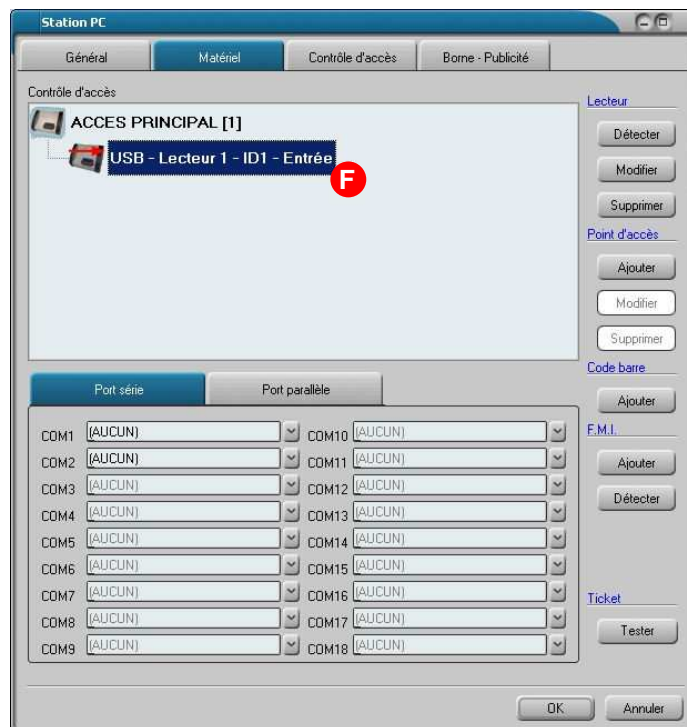 Station PC
Général
Matériel
Contrôle d'accès
Borne - Publicité
Contrôle d'accès
ACCES PRINCIPAL [1]
USB - Lecteur 1 - ID1 - Entrée
F
Lecteur
Détecter
Modifier
Supprimer
Point d'accès
Ajouter
Modifier
Supprimer
Code barre
Ajouter
F.M.I.
Ajouter
Détecter
Ticket
Tester
Port série
Port parallèle
COM1 (AUCUN)
COM2 (AUCUN)
COM3 (AUCUN)
COM4 (AUCUN)
COM5 (AUCUN)
COM6 (AUCUN)
COM7 (AUCUN)
COM8 (AUCUN)
COM9 (AUCUN)
COM10 (AUCUN)
COM11 (AUCUN)
COM12 (AUCUN)
COM13 (AUCUN)
COM14 (AUCUN)
COM15 (AUCUN)
COM16 (AUCUN)
COM17 (AUCUN)
COM18 (AUCUN)
OK
Annuler